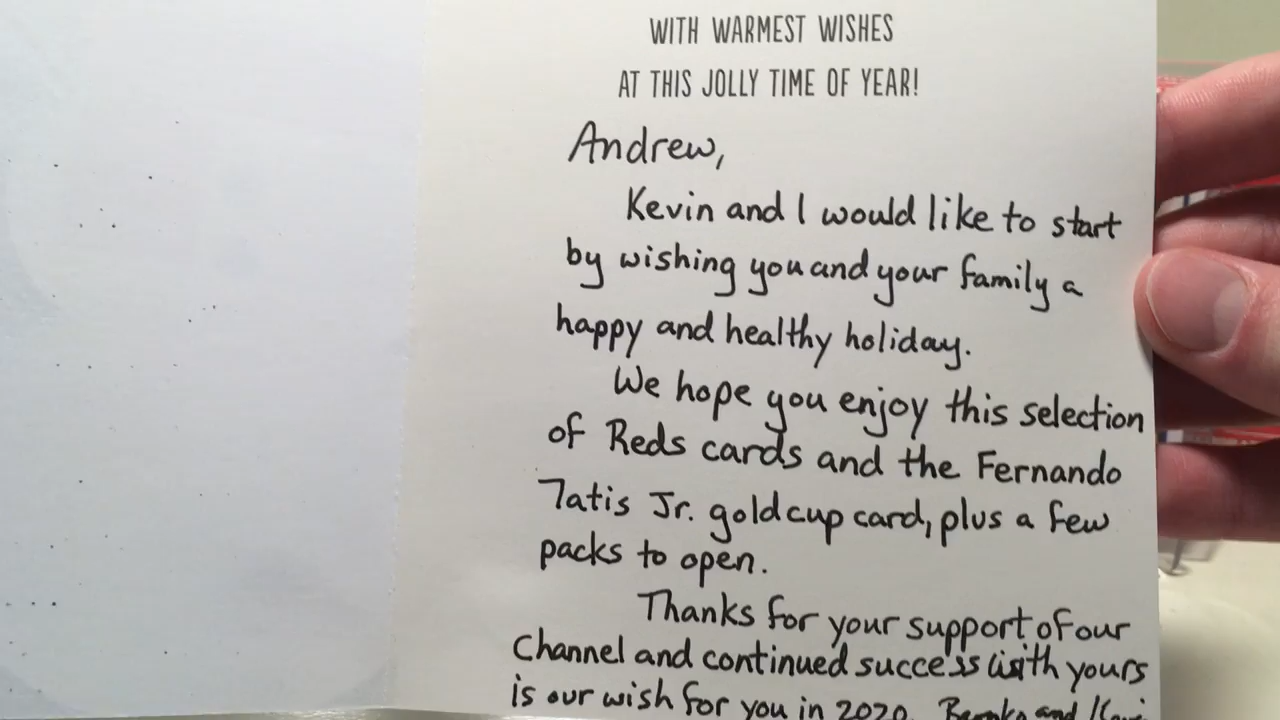 WITH WARMEST WISHES
AT THIS JOLLY TIME OF YEAR!
Andrew,
Kevin and I would like to start
by wishing you and your family a
happy and healthy holiday.
We hope you enjoy this selection
of Reds cards and the Fernando
Tatis Jr. gold cup card, plus a few
packs to open.
Thanks for your support of our
Channel and continued success with yours
is our wish for you in 2020. and